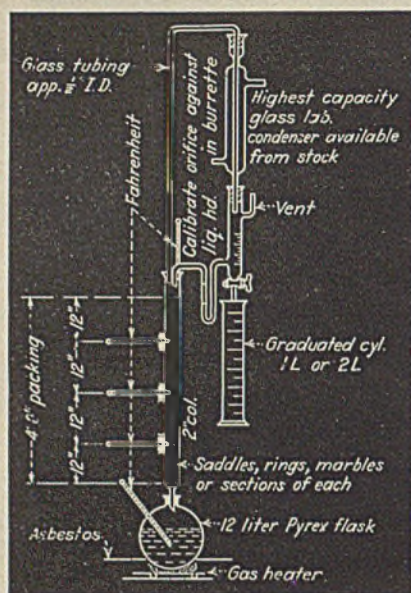 Glass tubing
app. ½" I.D.
Fahrenheit
Calibrate orifice against
liq. hd. in burrette
Highest capacity
glass lab.
condenser available
from stock
Vent
Graduated cyl.
1L or 2L
4'0" packing
12"
12"
12"
12"
2"col.
Saddles, rings, marbles
or sections of each
12 liter Pyrex flask
Asbestos
Gas heater